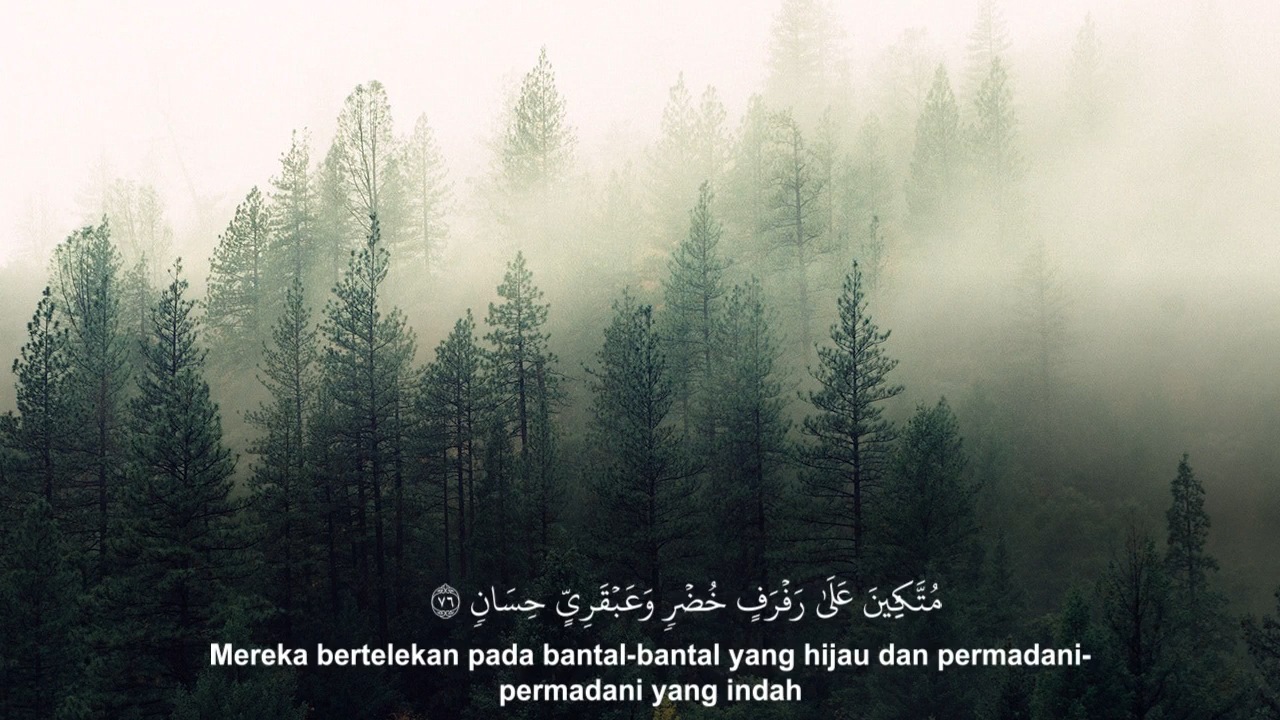 مُتَّكِـِٔينَ عَلَىٰ رَفۡرَفٍ خُضۡرٖ وَعَبۡقَرِيٍّ حِسَانٖ ٧٦
Mereka bertelekan pada bantal-bantal yang hijau dan permadani-
permadani yang indah